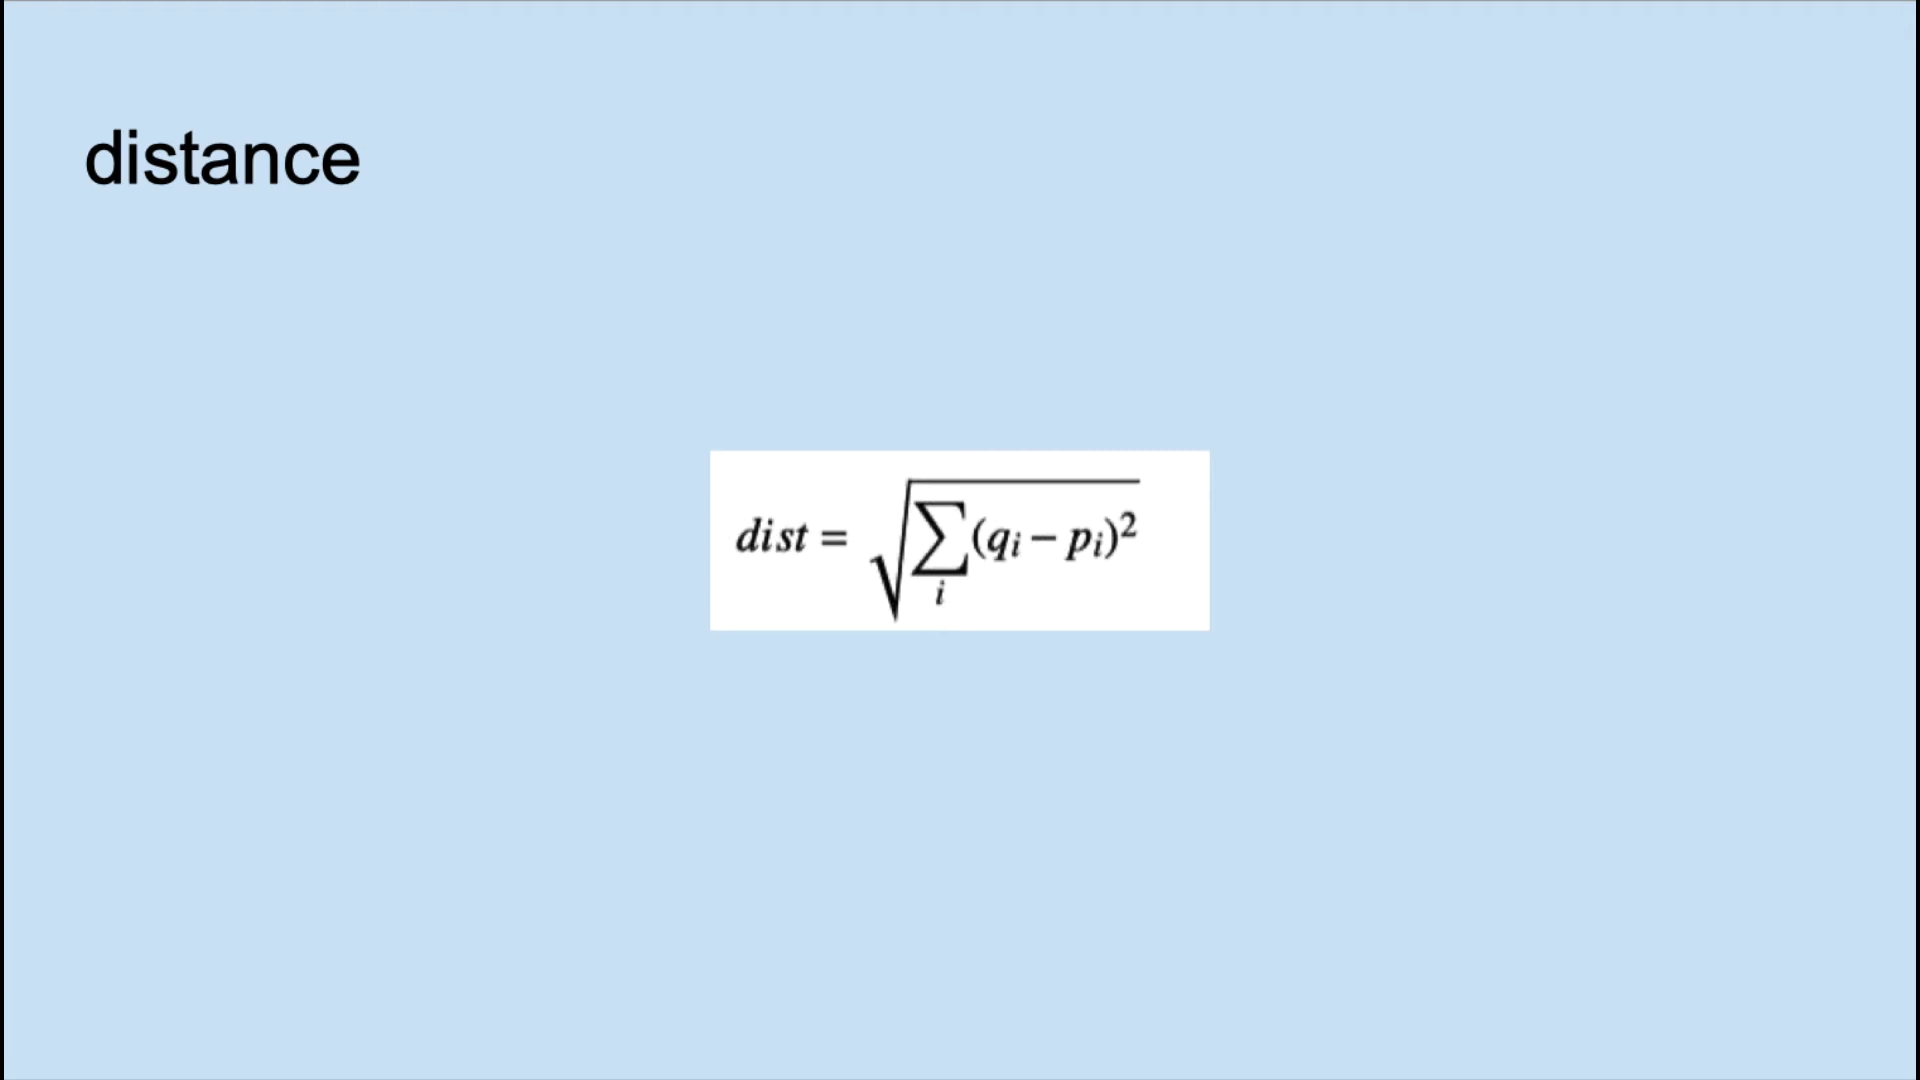 distance
dist = √∑i(qi − pi)²